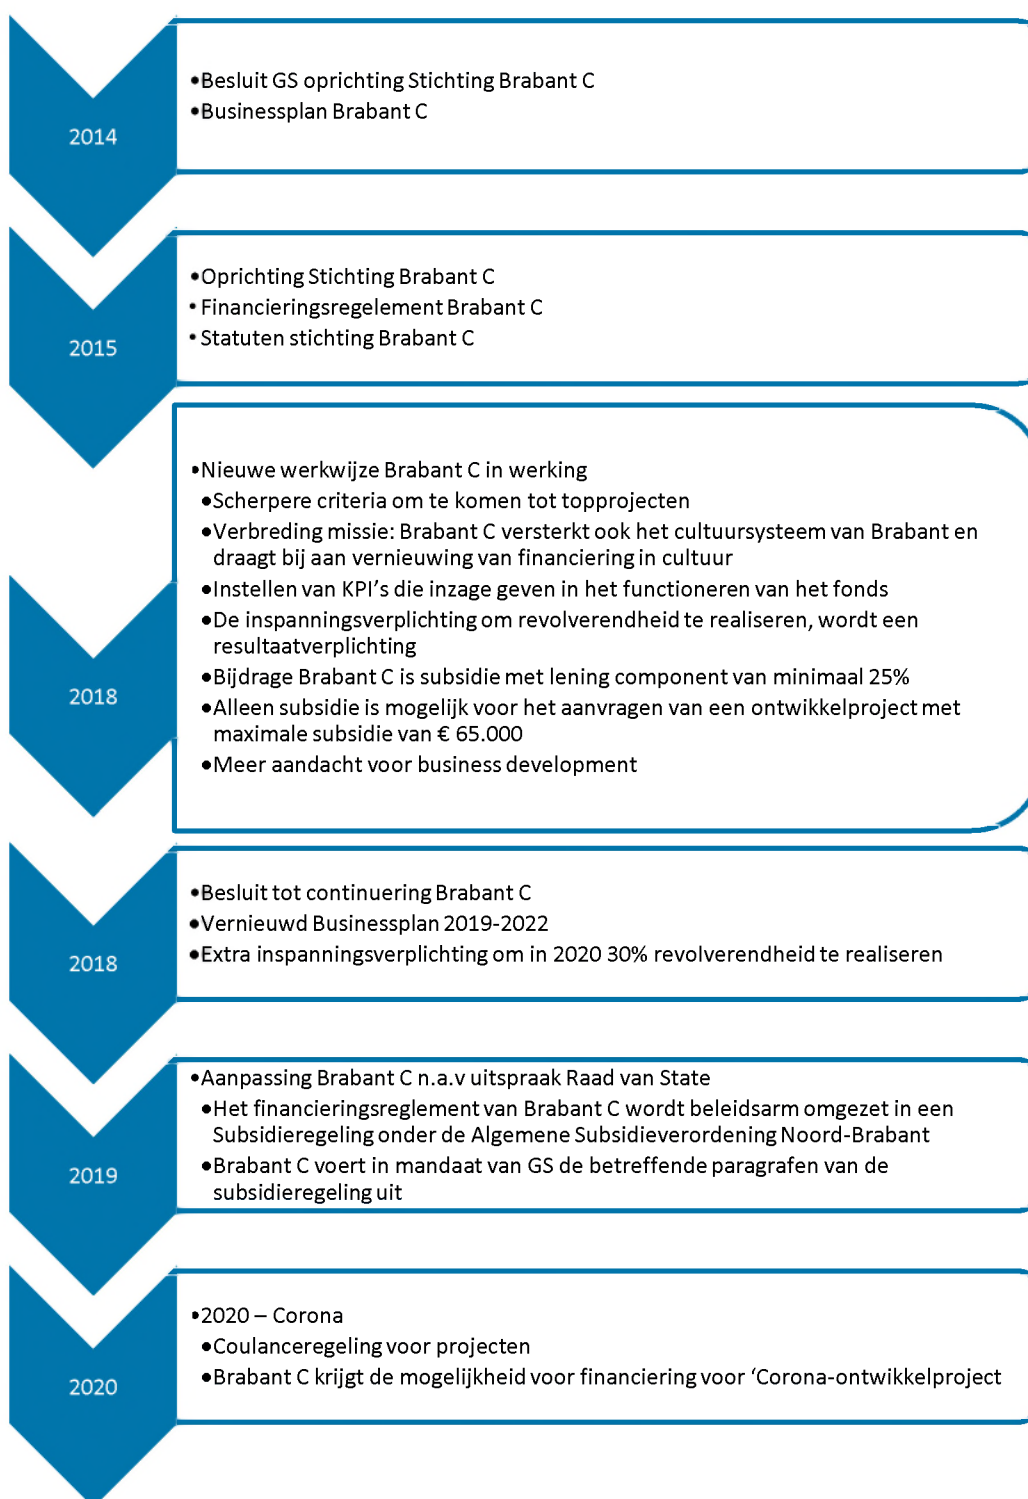 2014
•Besluit GS oprichting Stichting Brabant C
•Businessplan Brabant C
2015
•Oprichting Stichting Brabant C
•Financieringsregelement Brabant C
•Statuten stichting Brabant C
2018
•Nieuwe werkwijze Brabant C in werking
•Scherpere criteria om te komen tot topprojecten
•Verbreding missie: Brabant C versterkt ook het cultuursysteem van Brabant en
draagt bij aan vernieuwing van financiering in cultuur
•Instellen van KPI’s die inzage geven in het functioneren van het fonds
•De inspanningsverplichting om revolverendheid te realiseren, wordt een
resultaatverplichting
•Bijdrage Brabant C is subsidie met lening component van minimaal 25%
•Alleen subsidie is mogelijk voor het aanvragen van een ontwikkelproject met
maximale subsidie van € 65.000
•Meer aandacht voor business development
2018
•Besluit tot continuering Brabant C
•Vernieuwd Businessplan 2019-2022
•Extra inspanningsverplichting om in 2020 30% revolverendheid te realiseren
2019
•Aanpassing Brabant C n.a.v uitspraak Raad van State
•Het financieringsreglement van Brabant C wordt beleidsarm omgezet in een
Subsidieregeling onder de Algemene Subsidieverordening Noord-Brabant
•Brabant C voert in mandaat van GS de betreffende paragrafen van de
subsidieregeling uit
2020
•2020 – Corona
•Coulanceregeling voor projecten
•Brabant C krijgt de mogelijkheid voor financiering voor ‘Corona-ontwikkelproject